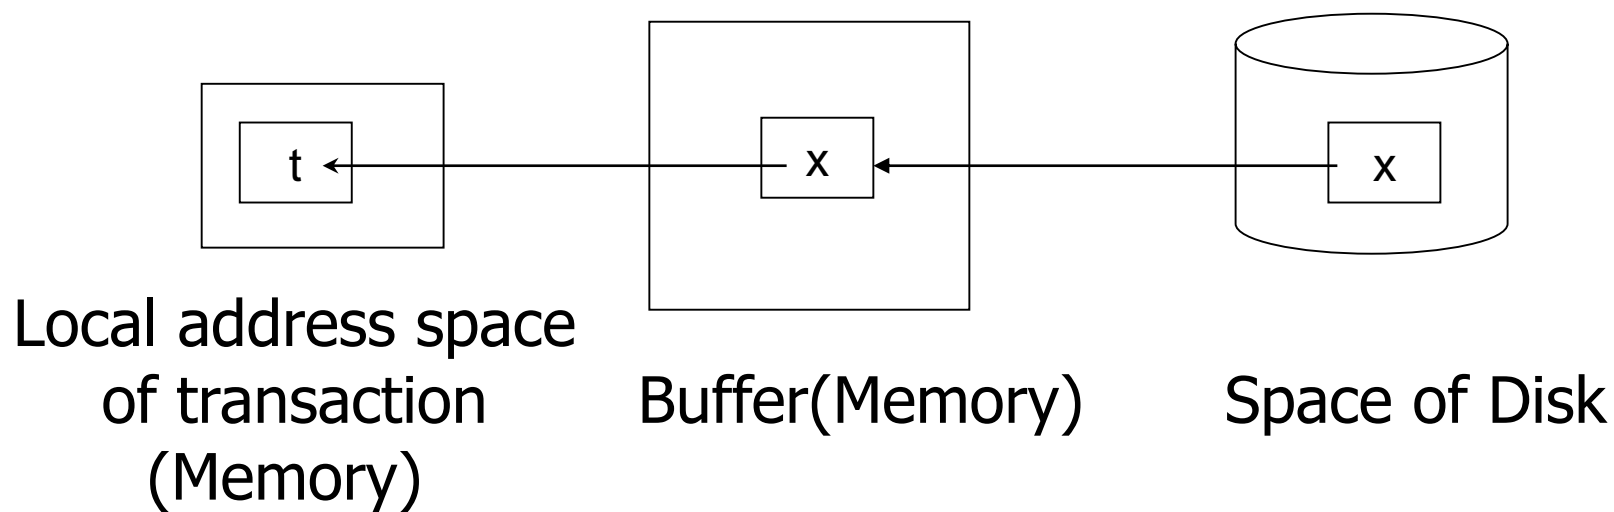 t
x
x
Local address space
of transaction
(Memory)
Buffer(Memory)
Space of Disk